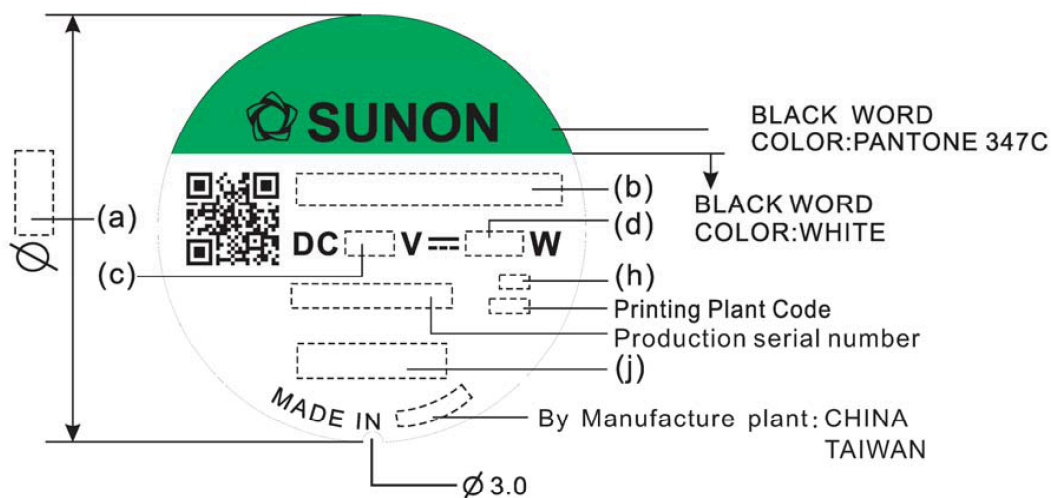 SUNON
BLACK WORD
COLOR:PANTONE 347C
(a)
(b)
BLACK WORD
COLOR:WHITE
(d)
DC V⎓ W
Ø
(c)
(h)
Printing Plant Code
Production serial number
(j)
MADE IN
By Manufacture plant: CHINA
TAIWAN
Ø 3.0